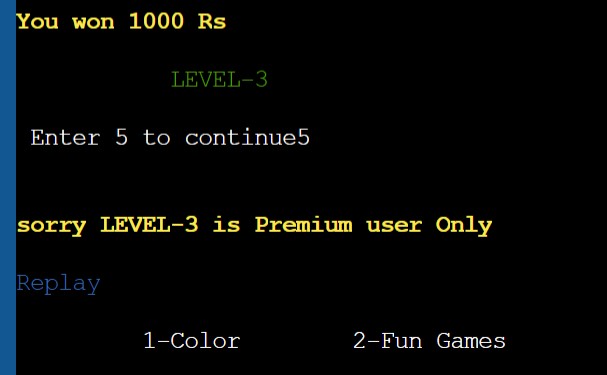 You won 1000 Rs
LEVEL-3
Enter 5 to continue5
sorry LEVEL-3 is Premium user Only
Replay
1-Color 2-Fun Games